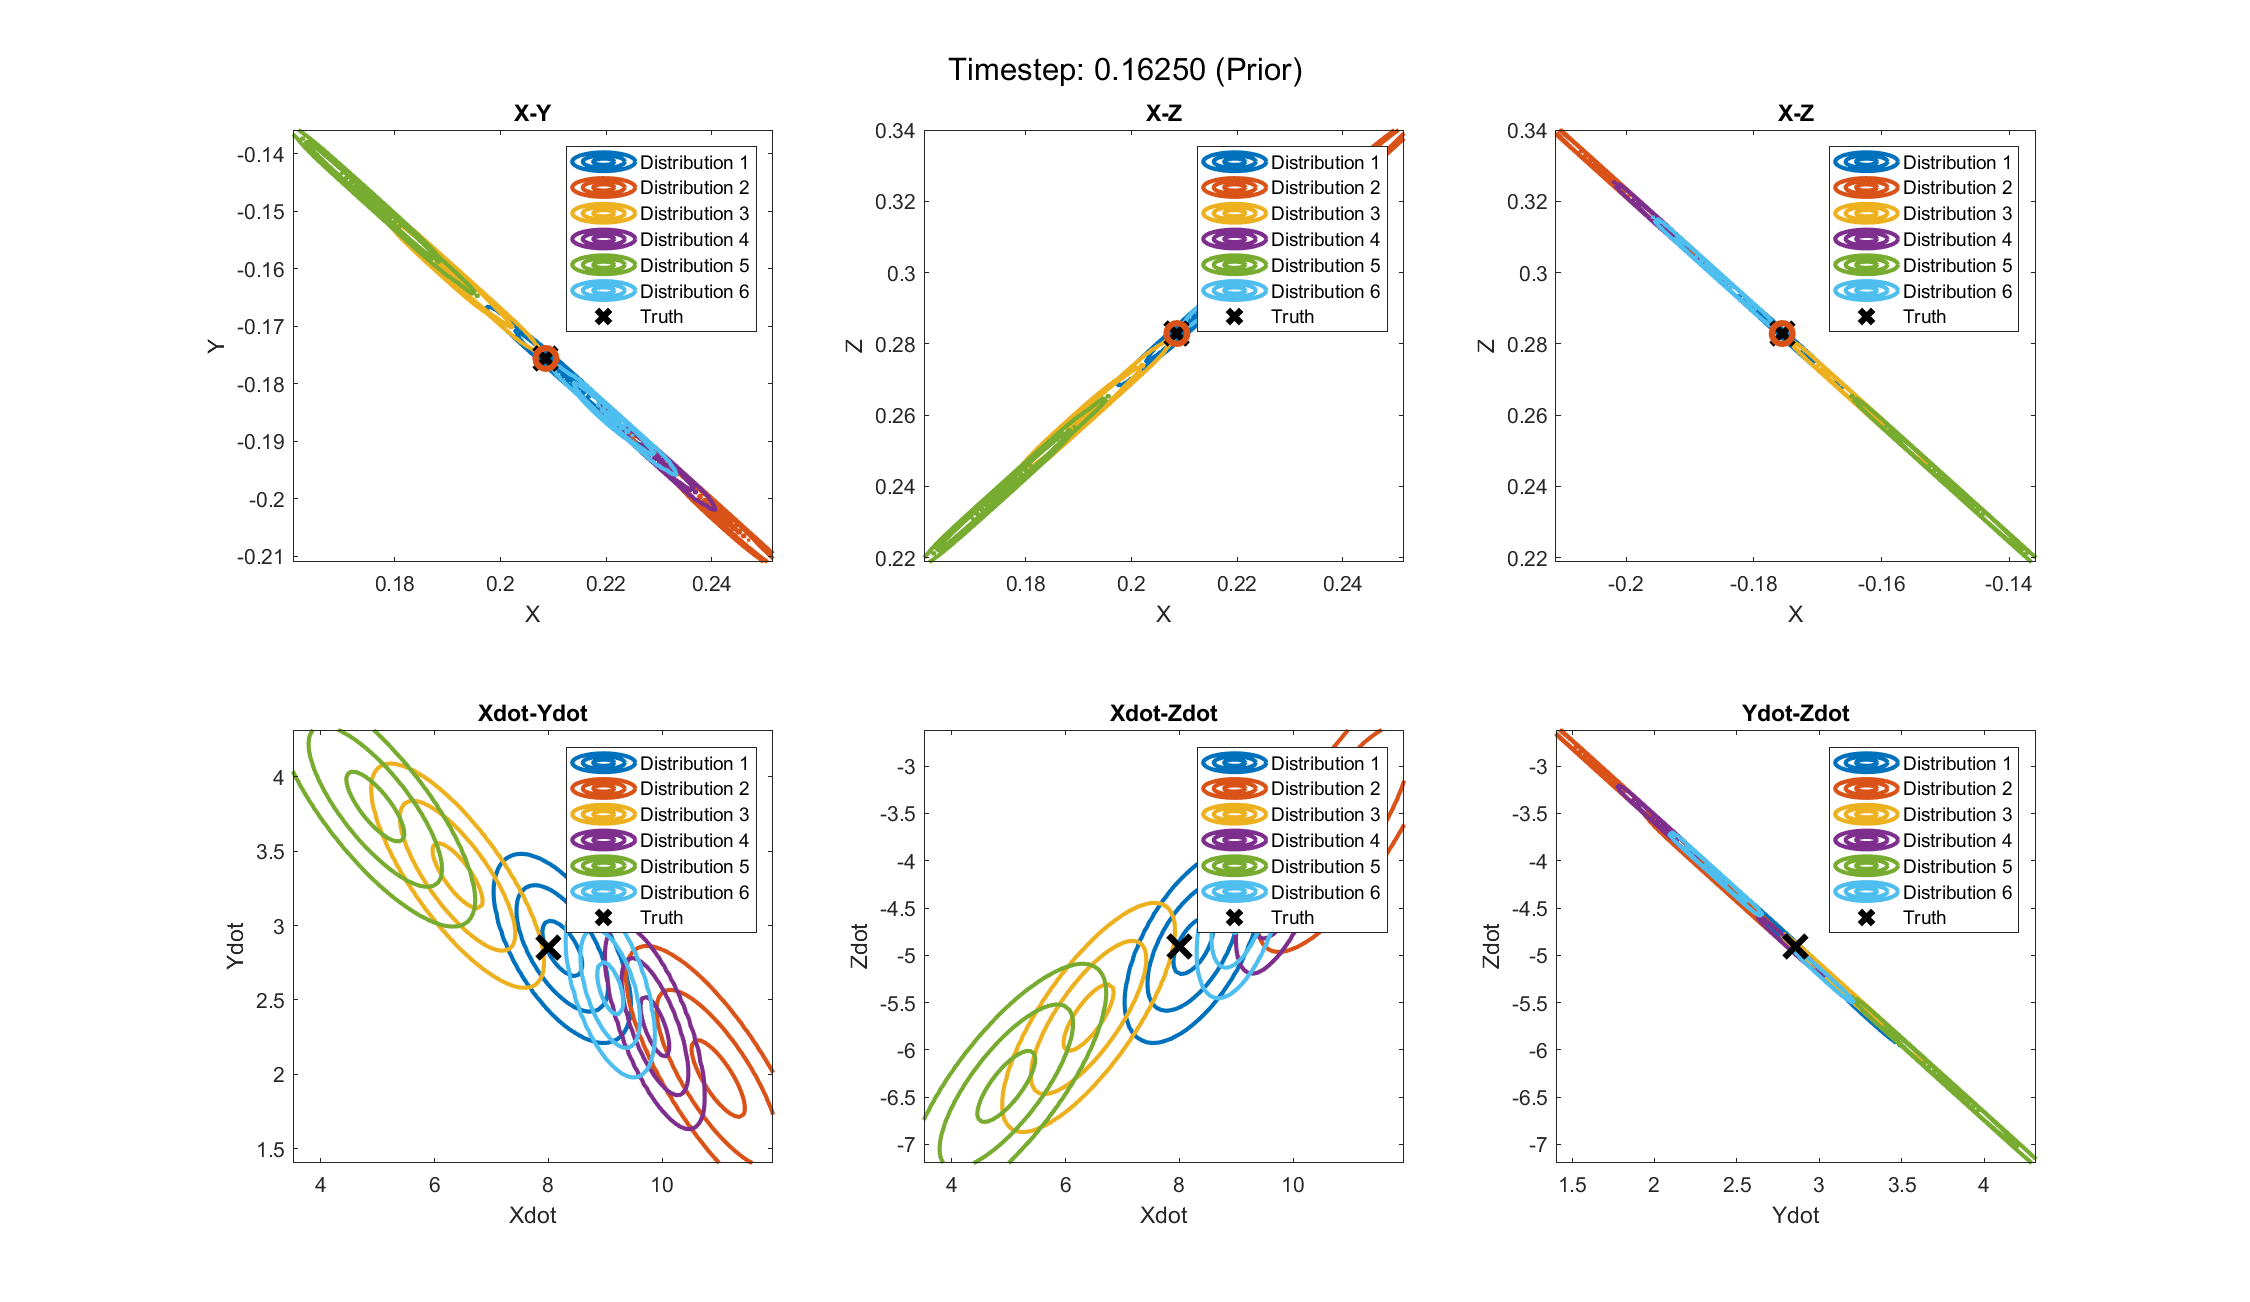 Timestep: 0.16250 (Prior)
X-Y
-0.14
-0.15
-0.16
-0.17
-0.18
-0.19
-0.2
-0.21
Y
0.18
0.2
0.22
0.24
X
Distribution 1
Distribution 2
Distribution 3
Distribution 4
Distribution 5
Distribution 6
Truth
X-Z
0.34
0.32
0.3
0.28
0.26
0.24
0.22
Z
0.18
0.2
0.22
0.24
X
Distribution 1
Distribution 2
Distribution 3
Distribution 4
Distribution 5
Distribution 6
Truth
X-Z
0.34
0.32
0.3
0.28
0.26
0.24
0.22
Z
-0.2
-0.18
-0.16
-0.14
X
Distribution 1
Distribution 2
Distribution 3
Distribution 4
Distribution 5
Distribution 6
Truth
Xdot-Ydot
4
3.5
3
2.5
2
1.5
Ydot
4
6
8
10
Xdot
Distribution 1
Distribution 2
Distribution 3
Distribution 4
Distribution 5
Distribution 6
Truth
Xdot-Zdot
-3
-3.5
-4
-4.5
-5
-5.5
-6
-6.5
-7
Zdot
4
6
8
10
Xdot
Distribution 1
Distribution 2
Distribution 3
Distribution 4
Distribution 5
Distribution 6
Truth
Ydot-Zdot
-3
-3.5
-4
-4.5
-5
-5.5
-6
-6.5
-7
Zdot
1.5
2
2.5
3
3.5
4
Ydot
Distribution 1
Distribution 2
Distribution 3
Distribution 4
Distribution 5
Distribution 6
Truth